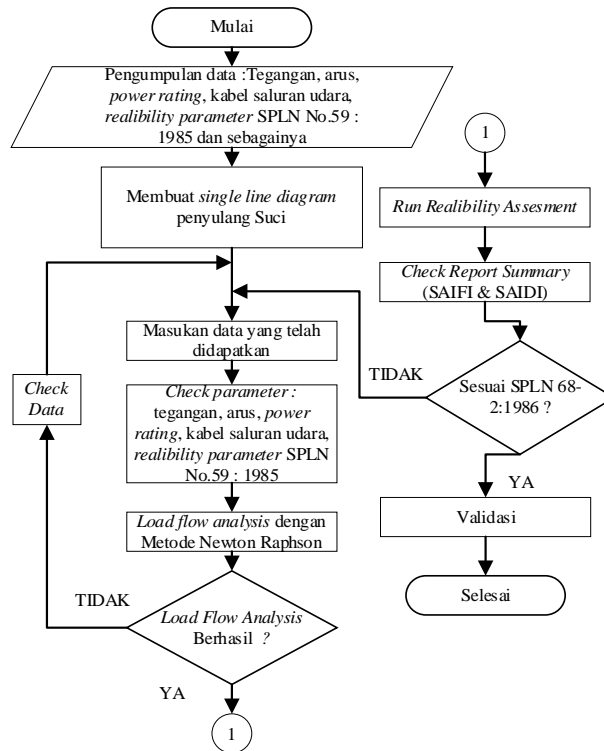 Mulai
Pengumpulan data :Tegangan, arus,
power rating, kabel saluran udara,
realibility parameter SPLN No.59 :
1985 dan sebagainya
Membuat single line diagram
penyulang Suci
Masukan data yang telah
didapatkan
Check parameter :
tegangan, arus, power
rating, kabel saluran udara,
realibility parameter SPLN
No.59 : 1985
Load flow analysis dengan
Metode Newton Raphson
Load Flow Analysis
Berhasil ?
TIDAK
Check
Data
YA
1
1
Run Realibility Assesment
Check Report Summary
(SAIFI & SAIDI)
Sesuai SPLN 68-
2:1986 ?
TIDAK
YA
Validasi
Selesai